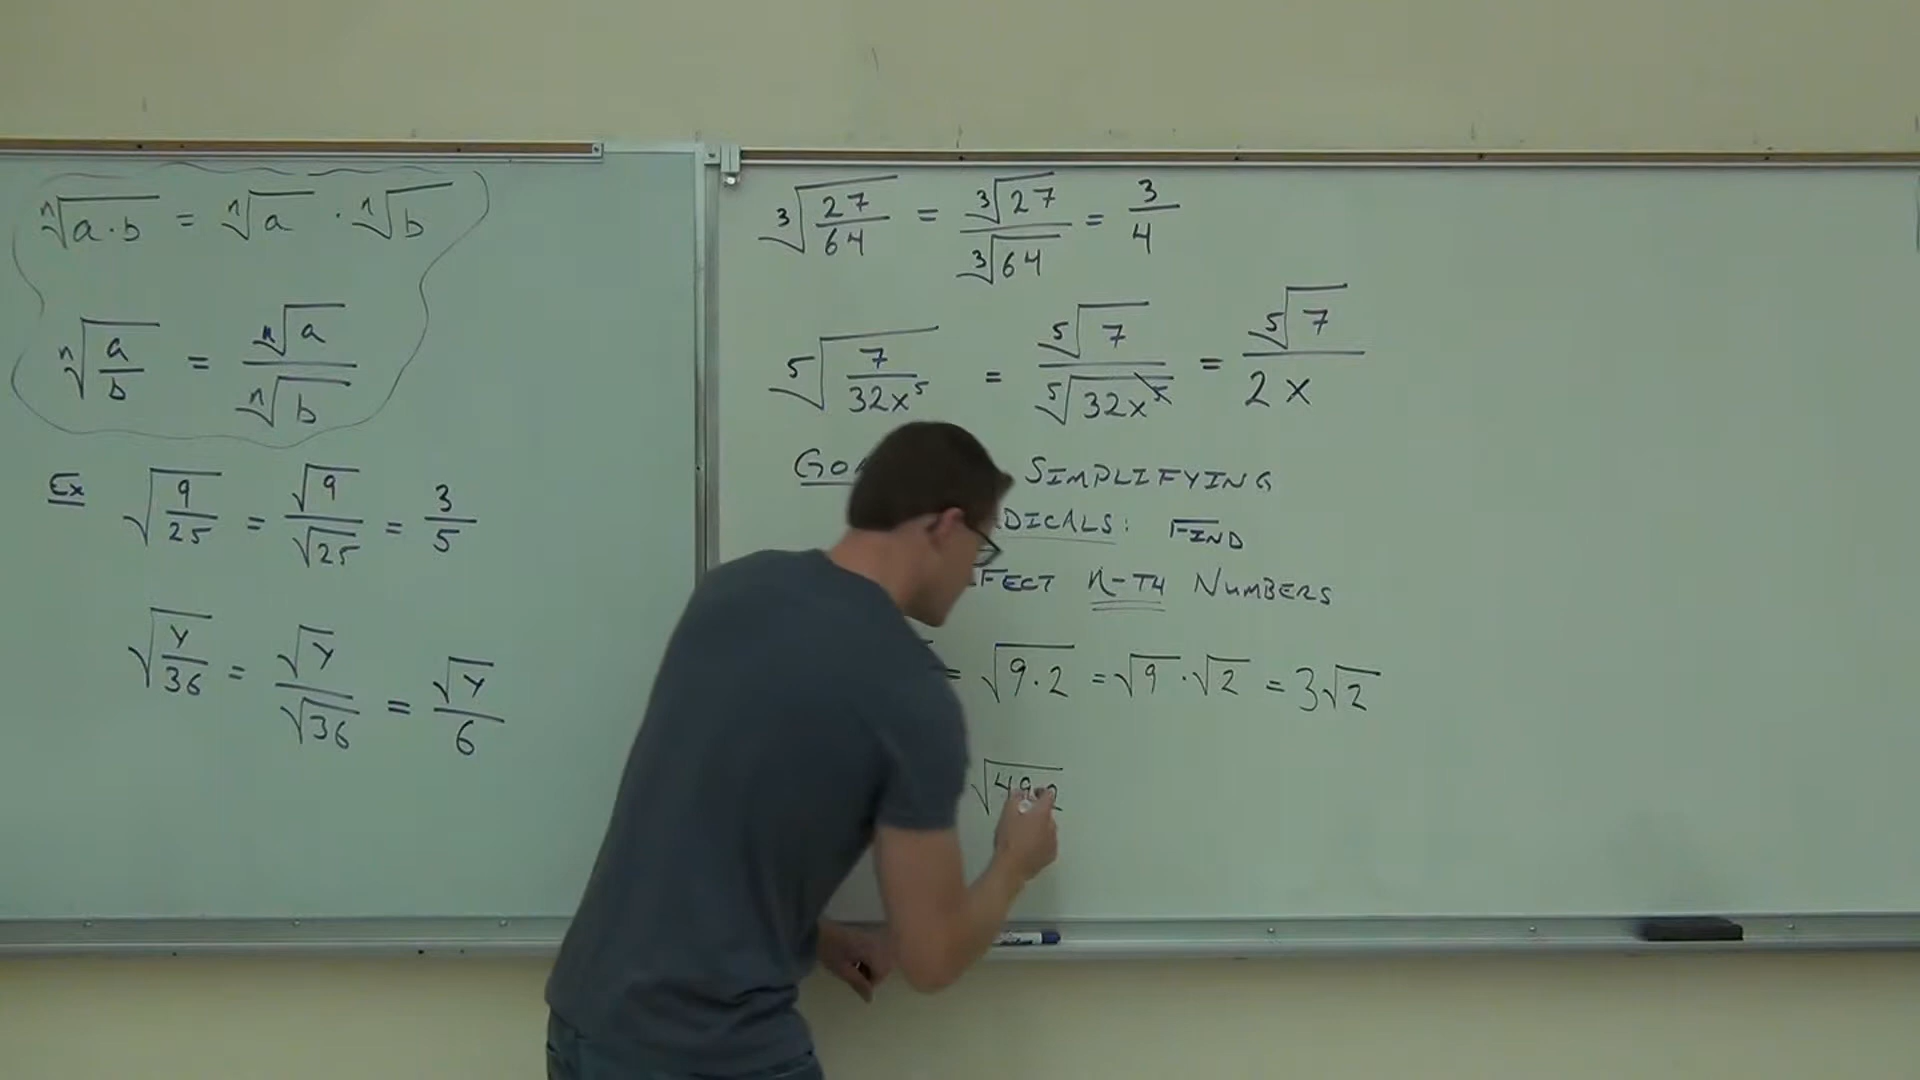 ⁿ√(a·b) = ⁿ√a · ⁿ√b
ⁿ√(a/b) = ⁿ√a / ⁿ√b
Ex √(9/25) = √9/√25 = 3/5
√(y/36) = √y/√36 = √y/6
³√(27/64) = ³√27/³√64 = 3/4
⁵√(7/32x⁵) = ⁵√7/⁵√(32x⁵) = ⁵√7/2x
SIMPLIFYING
: FIND
n-TH NUMBERS
= √(9·2) = √9·√2 = 3√2
√(49·2)